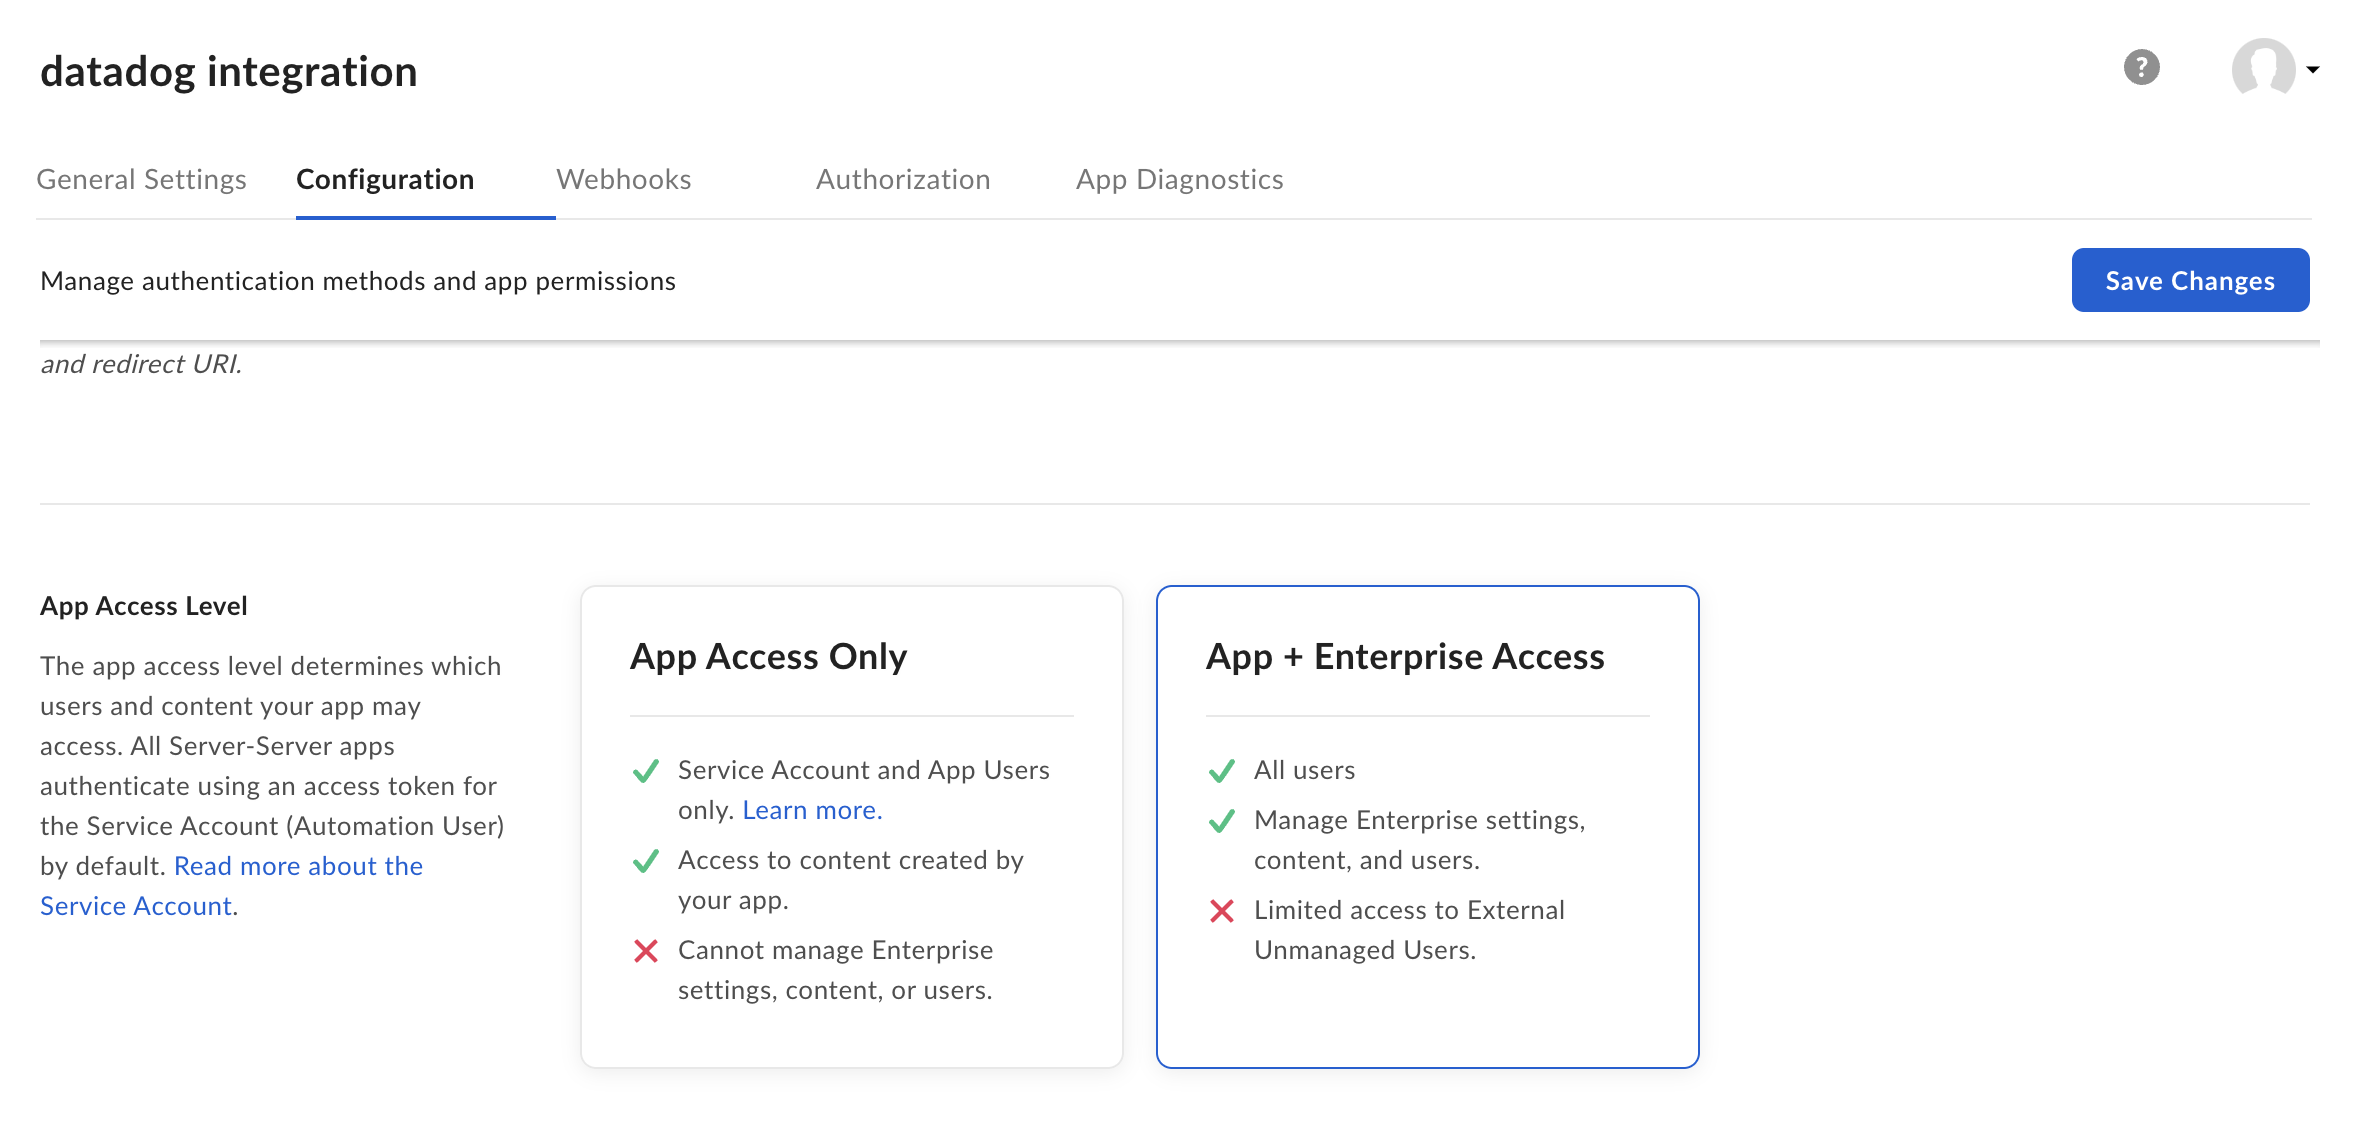 datadog integration
?
General Settings
Configuration
Webhooks
Authorization
App Diagnostics
Manage authentication methods and app permissions
Save Changes
and redirect URI.
App Access Level
The app access level determines which
users and content your app may
access. All Server-Server apps
authenticate using an access token for
the Service Account (Automation User)
by default. Read more about the
Service Account.
App Access Only
Service Account and App Users
only. Learn more.
Access to content created by
your app.
Cannot manage Enterprise
settings, content, or users.
App + Enterprise Access
All users
Manage Enterprise settings,
content, and users.
Limited access to External
Unmanaged Users.